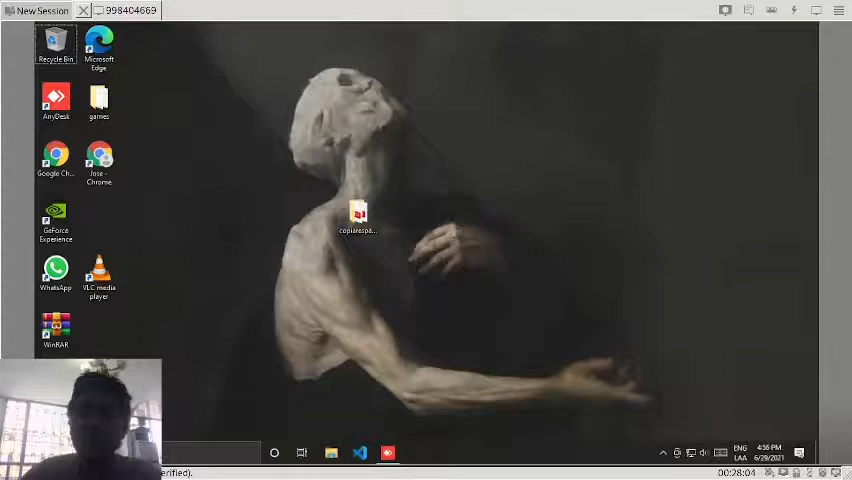 New Session
998404669
Recycle Bin
Microsoft
Edge
AnyDesk
games
Google Ch...
Jose -
Chrome
GeForce
Experience
copiarespa...
WhatsApp
VLC media
player
WinRAR
ENG
LAA
4:56 PM
6/29/2021
erified).
00:28:04